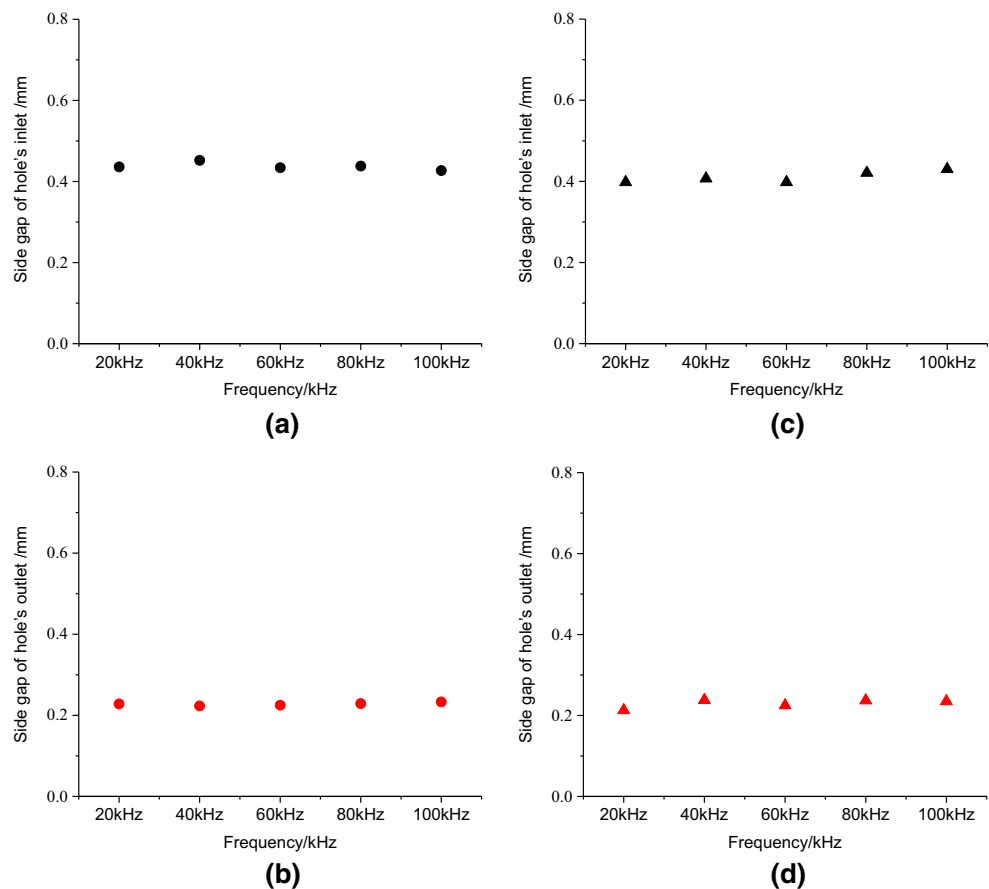 0.8
0.6
0.4
0.2
0.0
Side gap of hole's inlet /mm
20kHz 40kHz 60kHz 80kHz 100kHz
Frequency/kHz
(a)
0.8
0.6
0.4
0.2
0.0
Side gap of hole's inlet /mm
20kHz 40kHz 60kHz 80kHz 100kHz
Frequency/kHz
(c)
0.8
0.6
0.4
0.2
0.0
Side gap of hole's outlet /mm
20kHz 40kHz 60kHz 80kHz 100kHz
Frequency/kHz
(b)
0.8
0.6
0.4
0.2
0.0
Side gap of hole's outlet /mm
20kHz 40kHz 60kHz 80kHz 100kHz
Frequency/kHz
(d)